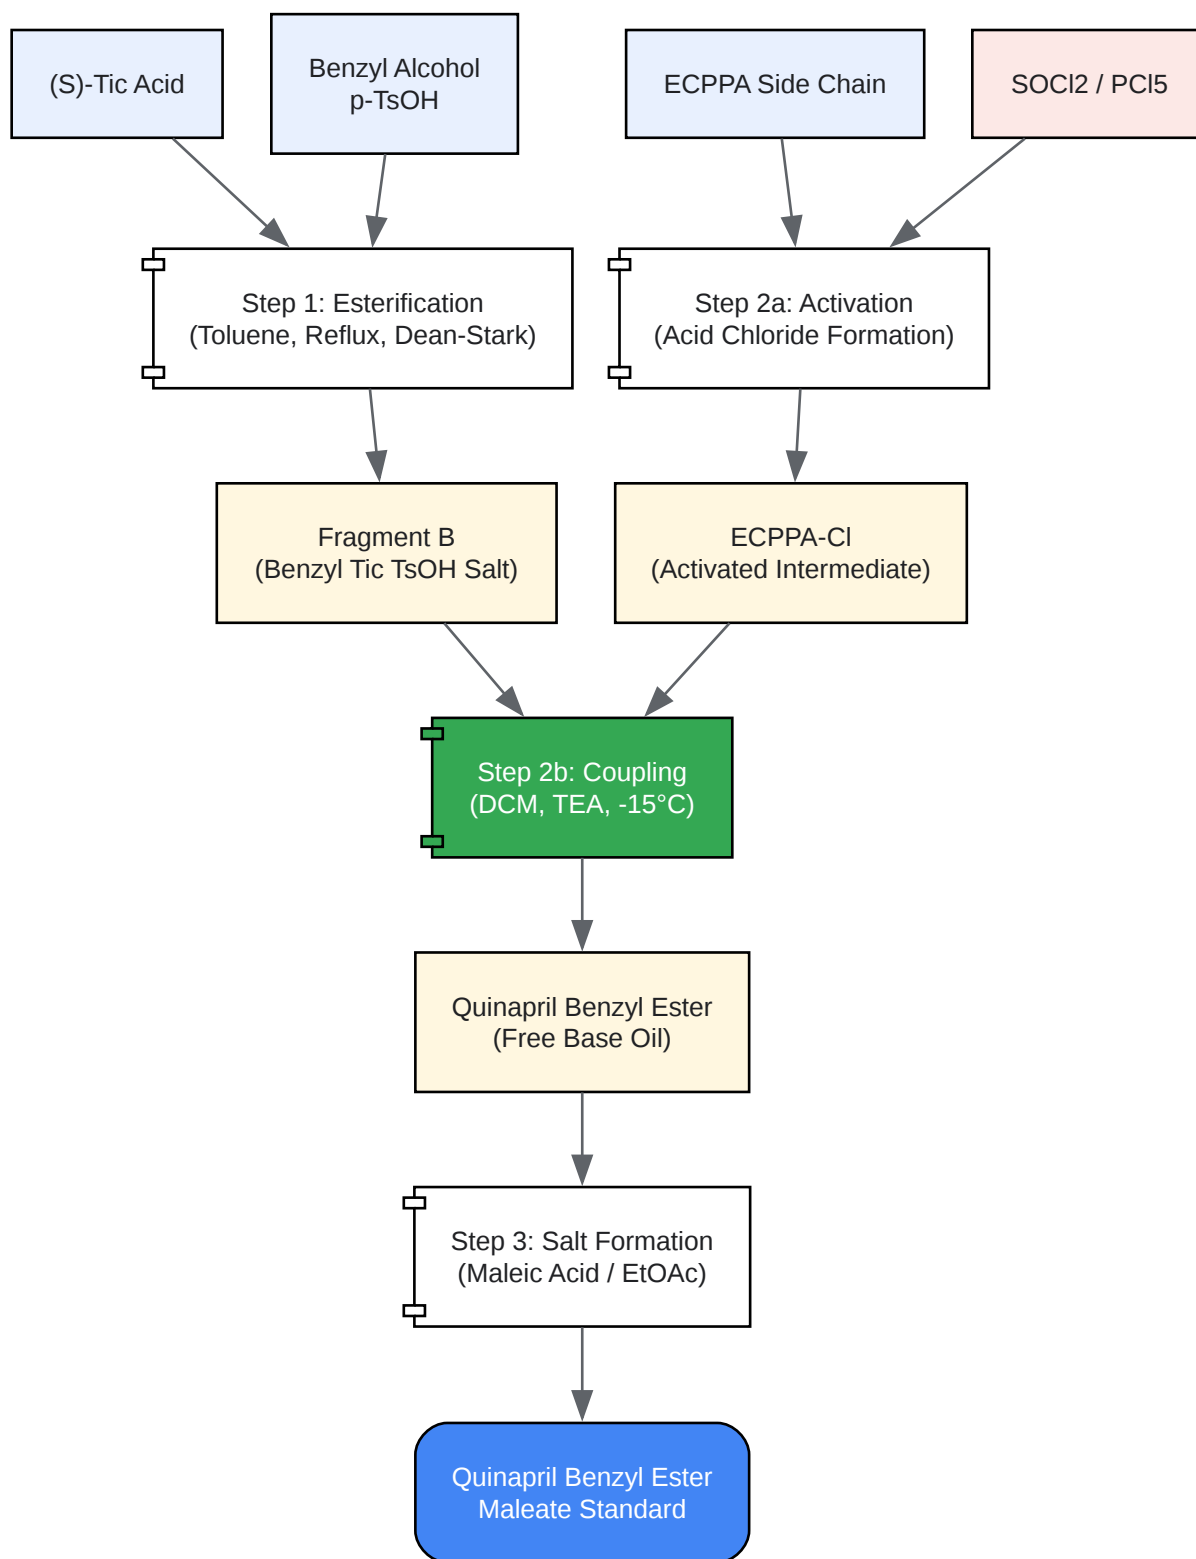 (S)-Tic Acid
Benzyl Alcohol
p-TsOH
ECPPA Side Chain
SOCl2 / PCl5
Step 1: Esterification
(Toluene, Reflux, Dean-Stark)
Step 2a: Activation
(Acid Chloride Formation)
Fragment B
(Benzyl Tic TsOH Salt)
ECPPA-Cl
(Activated Intermediate)
Step 2b: Coupling
(DCM, TEA, -15°C)
Quinapril Benzyl Ester
(Free Base Oil)
Step 3: Salt Formation
(Maleic Acid / EtOAc)
Quinapril Benzyl Ester
Maleate Standard